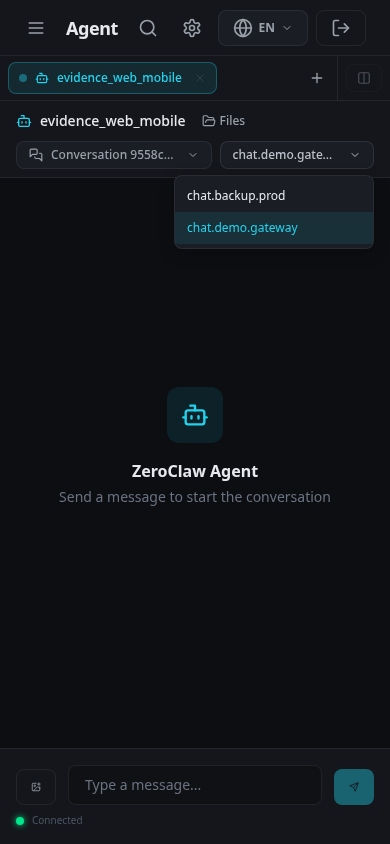 Agent
EN
evidence_web_mobile
evidence_web_mobile
Files
Conversation 9558c...
chat.demo.gate...
chat.backup.prod
chat.demo.gateway
ZeroClaw Agent
Send a message to start the conversation
Type a message...
Connected